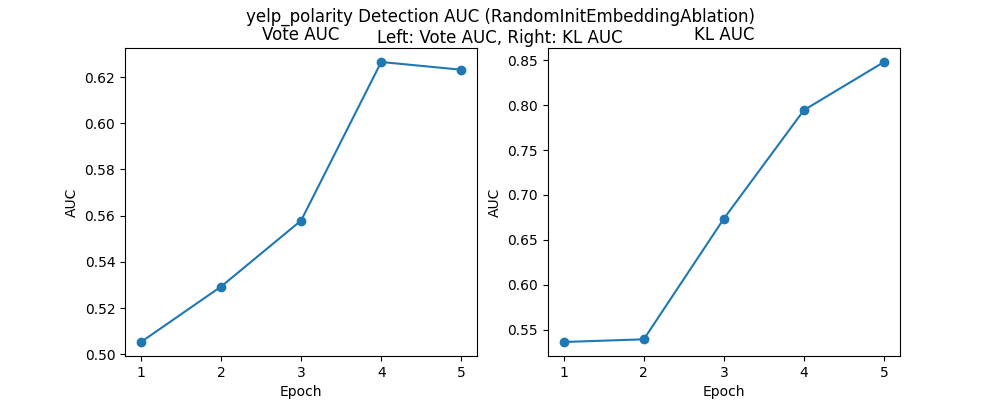 yelp_polarity Detection AUC (RandomInitEmbeddingAblation)
Left: Vote AUC, Right: KL AUC
Vote AUC
AUC
0.62
0.60
0.58
0.56
0.54
0.52
0.50
1 2 3 4 5
Epoch
KL AUC
AUC
0.85
0.80
0.75
0.70
0.65
0.60
0.55
1 2 3 4 5
Epoch